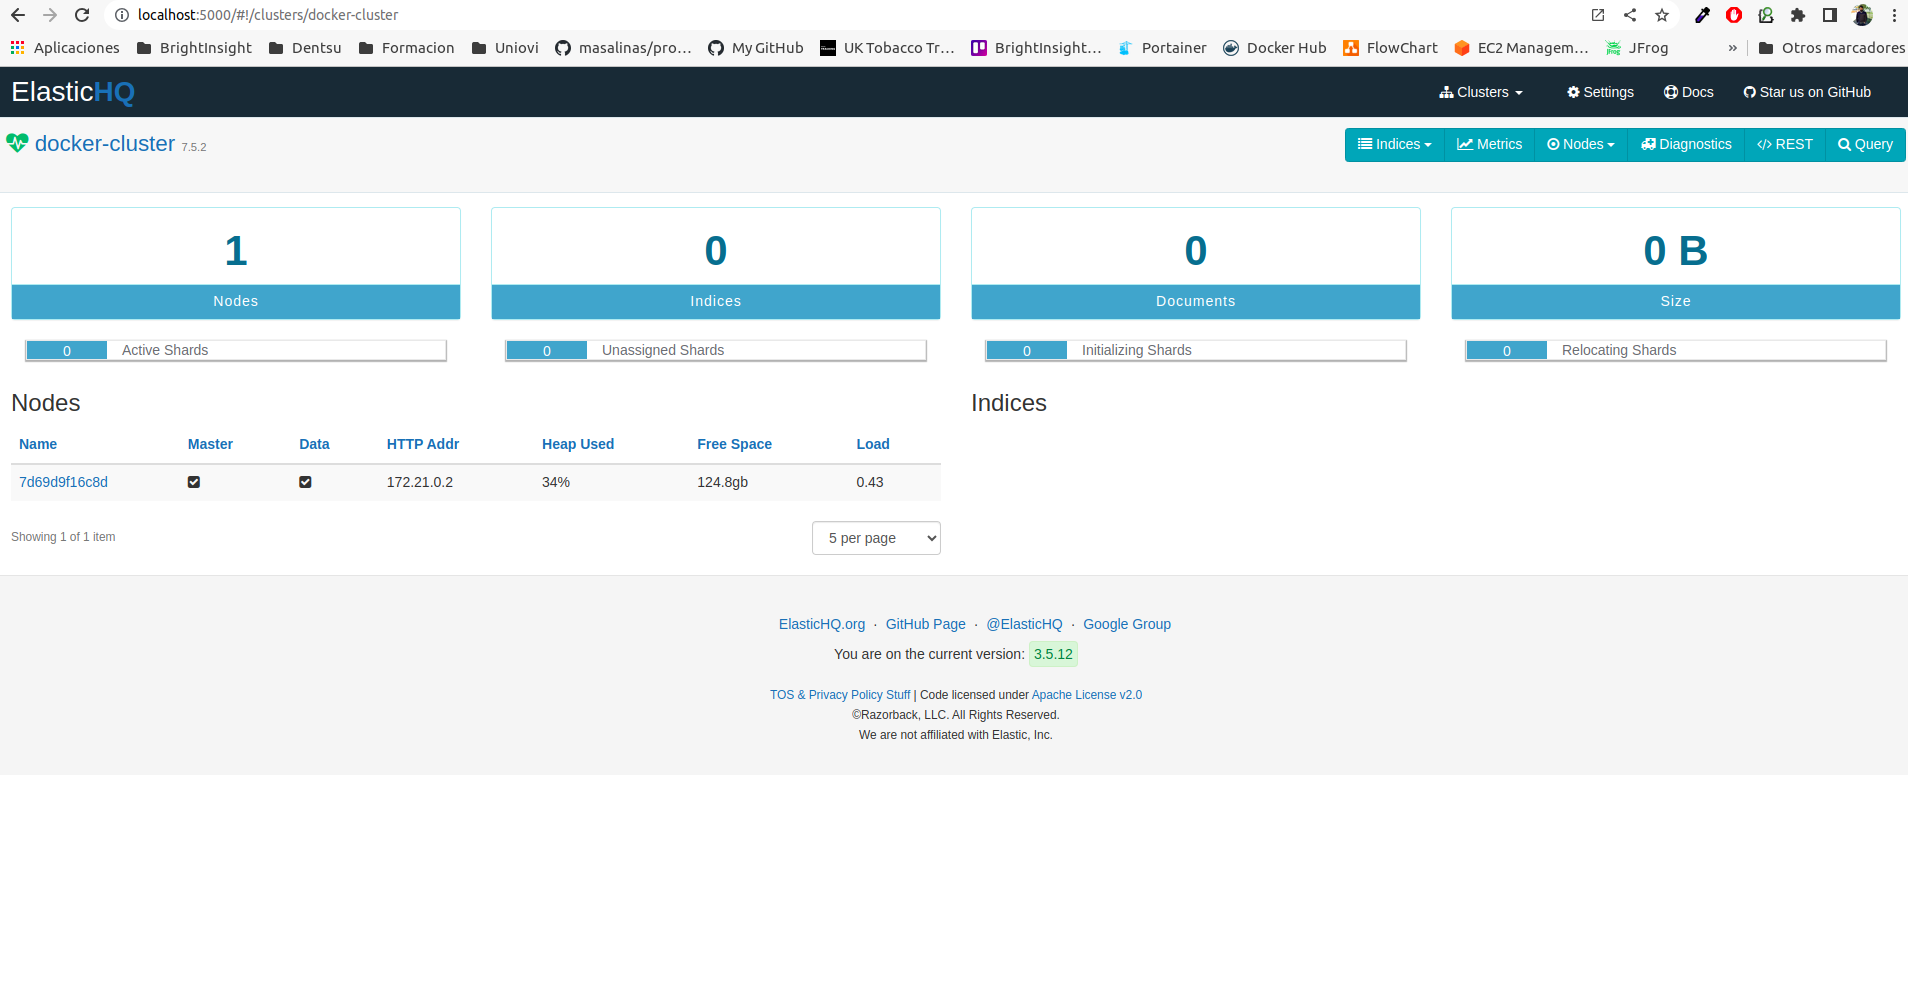 localhost:5000/#!/clusters/docker-cluster
Aplicaciones BrightInsight Dentsu Formacion Uniovi masalinas/pro... My GitHub UK Tobacco Tr... BrightInsight... Portainer Docker Hub FlowChart EC2 Managem... JFrog » Otros marcadores
ElasticHQ Clusters Settings Docs Star us on GitHub
docker-cluster 7.5.2 Indices Metrics Nodes Diagnostics </> REST Query
1 0 0 0 B
Nodes Indices Documents Size
0 Active Shards 0 Unassigned Shards 0 Initializing Shards 0 Relocating Shards
Nodes Indices
Name Master Data HTTP Addr Heap Used Free Space Load
7d69d9f16c8d 172.21.0.2 34% 124.8gb 0.43
Showing 1 of 1 item 5 per page
ElasticHQ.org · GitHub Page · @ElasticHQ · Google Group
You are on the current version: 3.5.12
TOS & Privacy Policy Stuff | Code licensed under Apache License v2.0
©Razorback, LLC. All Rights Reserved.
We are not affiliated with Elastic, Inc.